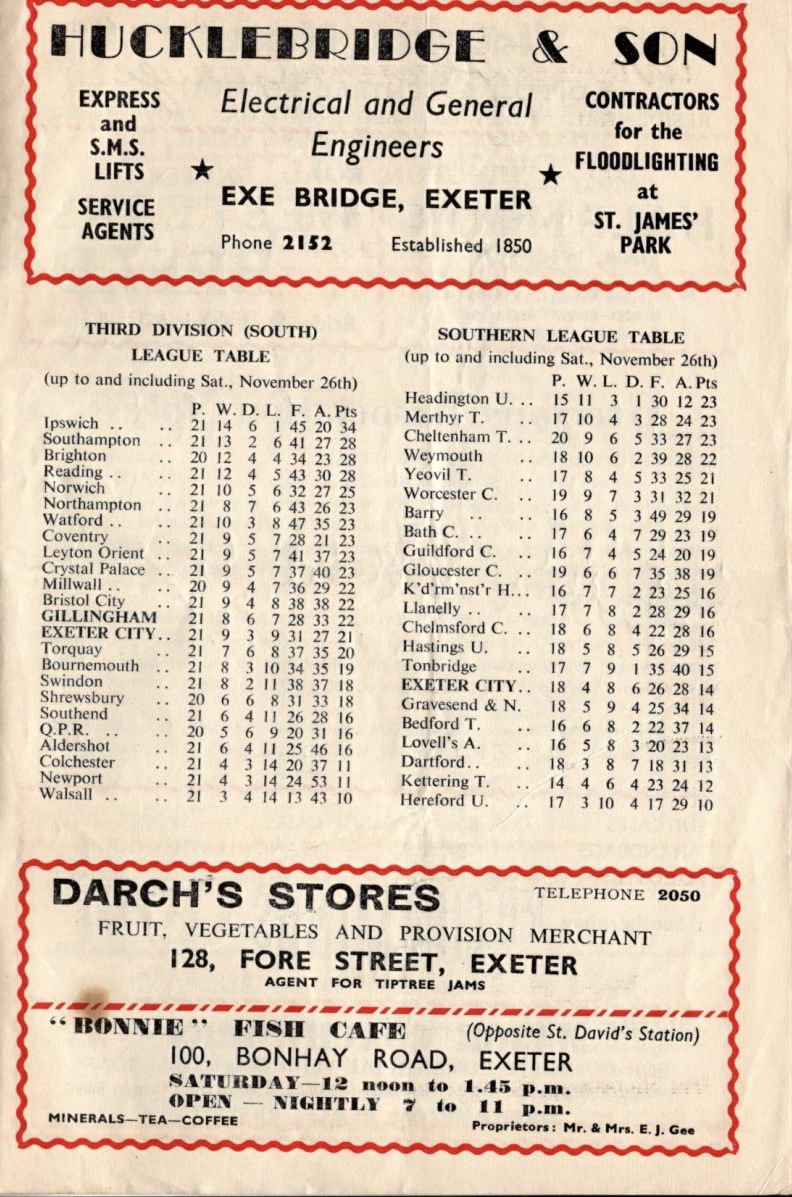 HUCKLEBRIDGE & SON
EXPRESS
and
S.M.S.
LIFTS
SERVICE
AGENTS
Electrical and General
Engineers
EXE BRIDGE, EXETER
Phone 2152 Established 1850
CONTRACTORS
for the
FLOODLIGHTING
at
ST. JAMES'
PARK
THIRD DIVISION (SOUTH)
LEAGUE TABLE
(up to and including Sat., November 26th)
P. W. D. L. F. A. Pts
Ipswich .. .. 21 14 6 1 45 20 34
Southampton .. 21 13 2 6 41 27 28
Brighton .. 20 12 4 4 34 23 28
Reading .. .. 21 12 4 5 43 30 28
Norwich .. 21 10 5 6 32 27 25
Northampton .. 21 8 7 6 43 26 23
Watford .. .. 21 10 3 8 47 35 23
Coventry .. 21 9 5 7 28 21 23
Leyton Orient .. 21 9 5 7 41 37 23
Crystal Palace .. 21 9 5 7 37 40 23
Millwall .. .. 20 9 4 7 36 29 22
Bristol City .. 21 9 4 8 38 38 22
GILLINGHAM 21 8 6 7 28 33 22
EXETER CITY .. 21 9 3 9 31 27 21
Torquay .. 21 7 6 8 37 35 20
Bournemouth .. 21 8 3 10 34 35 19
Swindon .. 21 8 2 11 38 37 18
Shrewsbury .. 20 6 6 8 31 33 18
Southend .. 21 6 4 11 26 28 16
Q.P.R. .. .. 20 5 6 9 20 31 16
Aldershot .. 21 6 4 11 25 46 16
Colchester .. 21 4 3 14 20 37 11
Newport .. 21 4 3 14 24 53 11
Walsall .. .. 21 3 4 14 13 43 10
SOUTHERN LEAGUE TABLE
(up to and including Sat., November 26th)
P. W. L. D. F. A. Pts
Headington U. .. 15 11 3 1 30 12 23
Merthyr T. .. 17 10 4 3 28 24 23
Cheltenham T. .. 20 9 6 5 33 27 23
Weymouth .. 18 10 6 2 39 28 22
Yeovil T. .. 17 8 4 5 33 25 21
Worcester C. .. 19 9 7 3 31 32 21
Barry .. .. 16 8 5 3 49 29 19
Bath C. .. .. 17 6 4 7 29 23 19
Guildford C. .. 16 7 4 5 24 20 19
Gloucester C. .. 19 6 6 7 35 38 19
K'd'rm'nst'r H... 16 7 7 2 23 25 16
Llanelly .. .. 17 7 8 2 28 29 16
Chelmsford C. .. 18 6 8 4 22 28 16
Hastings U. .. 18 5 8 5 26 29 15
Tonbridge .. 17 7 9 1 35 40 15
EXETER CITY .. 18 4 8 6 26 28 14
Gravesend & N. 18 5 9 4 25 34 14
Bedford T. .. 16 6 8 2 22 37 14
Lovell's A. .. 16 5 8 3 20 23 13
Dartford .. .. 18 3 8 7 18 31 13
Kettering T. .. 14 4 6 4 23 24 12
Hereford U. .. 17 3 10 4 17 29 10
DARCH'S STORES TELEPHONE 2050
FRUIT, VEGETABLES AND PROVISION MERCHANT
128, FORE STREET, EXETER
AGENT FOR TIPTREE JAMS
"BONNIE" FISH CAFE (Opposite St. David's Station)
100, BONHAY ROAD, EXETER
SATURDAY—12 noon to 1.45 p.m.
OPEN — NIGHTLY 7 to 11 p.m.
MINERALS—TEA—COFFEE
Proprietors: Mr. & Mrs. E. J. Gee